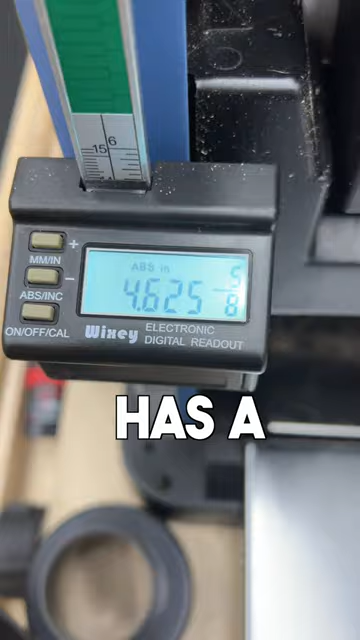 6
15
ABS in
4.625 5/8
+
MM/IN
−
ABS/INC
ON/OFF/CAL
Wixey ELECTRONIC
DIGITAL READOUT
HAS A